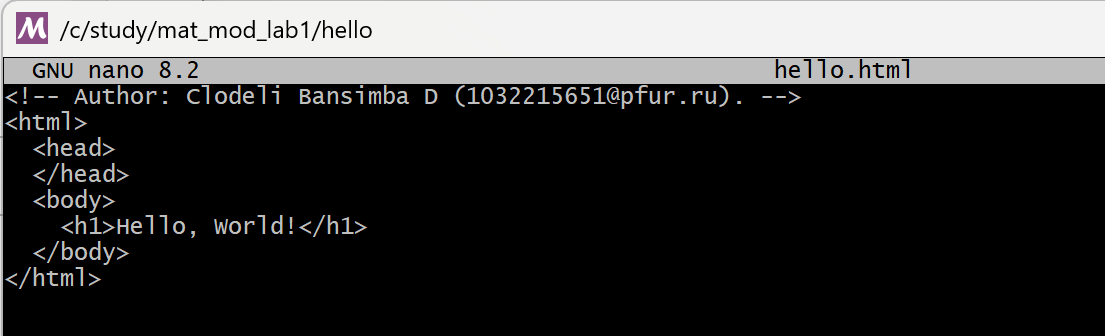 M /c/study/mat_mod_lab1/hello
GNU nano 8.2 hello.html
<!-- Author: Clodeli Bansimba D (1032215651@pfur.ru). -->
<html>
  <head>
  </head>
  <body>
    <h1>Hello, World!</h1>
  </body>
</html>